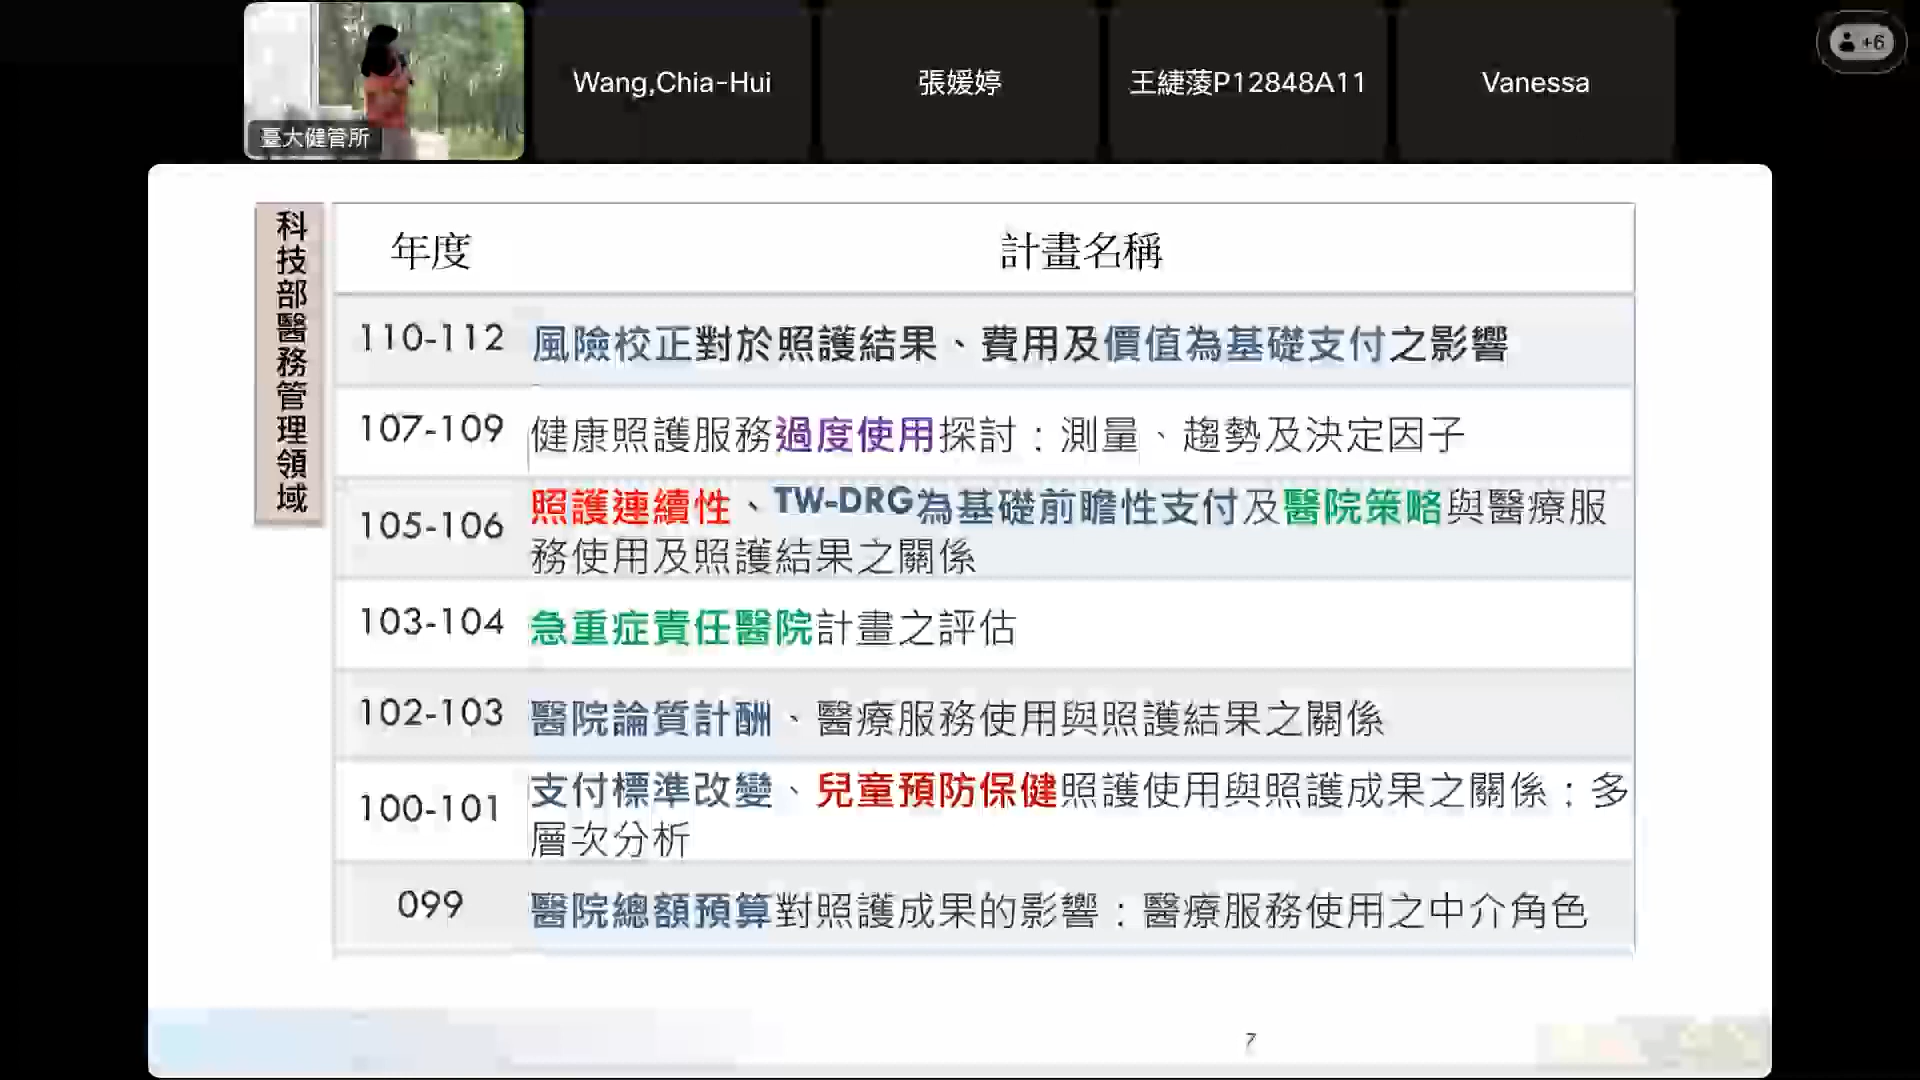 臺大健管所
Wang,Chia-Hui
張媛婷
王緁蔆P12848A11
Vanessa
+6
科技部醫務管理領域
年度 計畫名稱
110-112 風險校正對於照護結果、費用及價值為基礎支付之影響
107-109 健康照護服務過度使用探討：測量、趨勢及決定因子
105-106 照護連續性、TW-DRG為基礎前瞻性支付及醫院策略與醫療服
務使用及照護結果之關係
103-104 急重症責任醫院計畫之評估
102-103 醫院論質計酬、醫療服務使用與照護結果之關係
100-101 支付標準改變、兒童預防保健照護使用與照護成果之關係：多
層次分析
099 醫院總額預算對照護成果的影響：醫療服務使用之中介角色
7